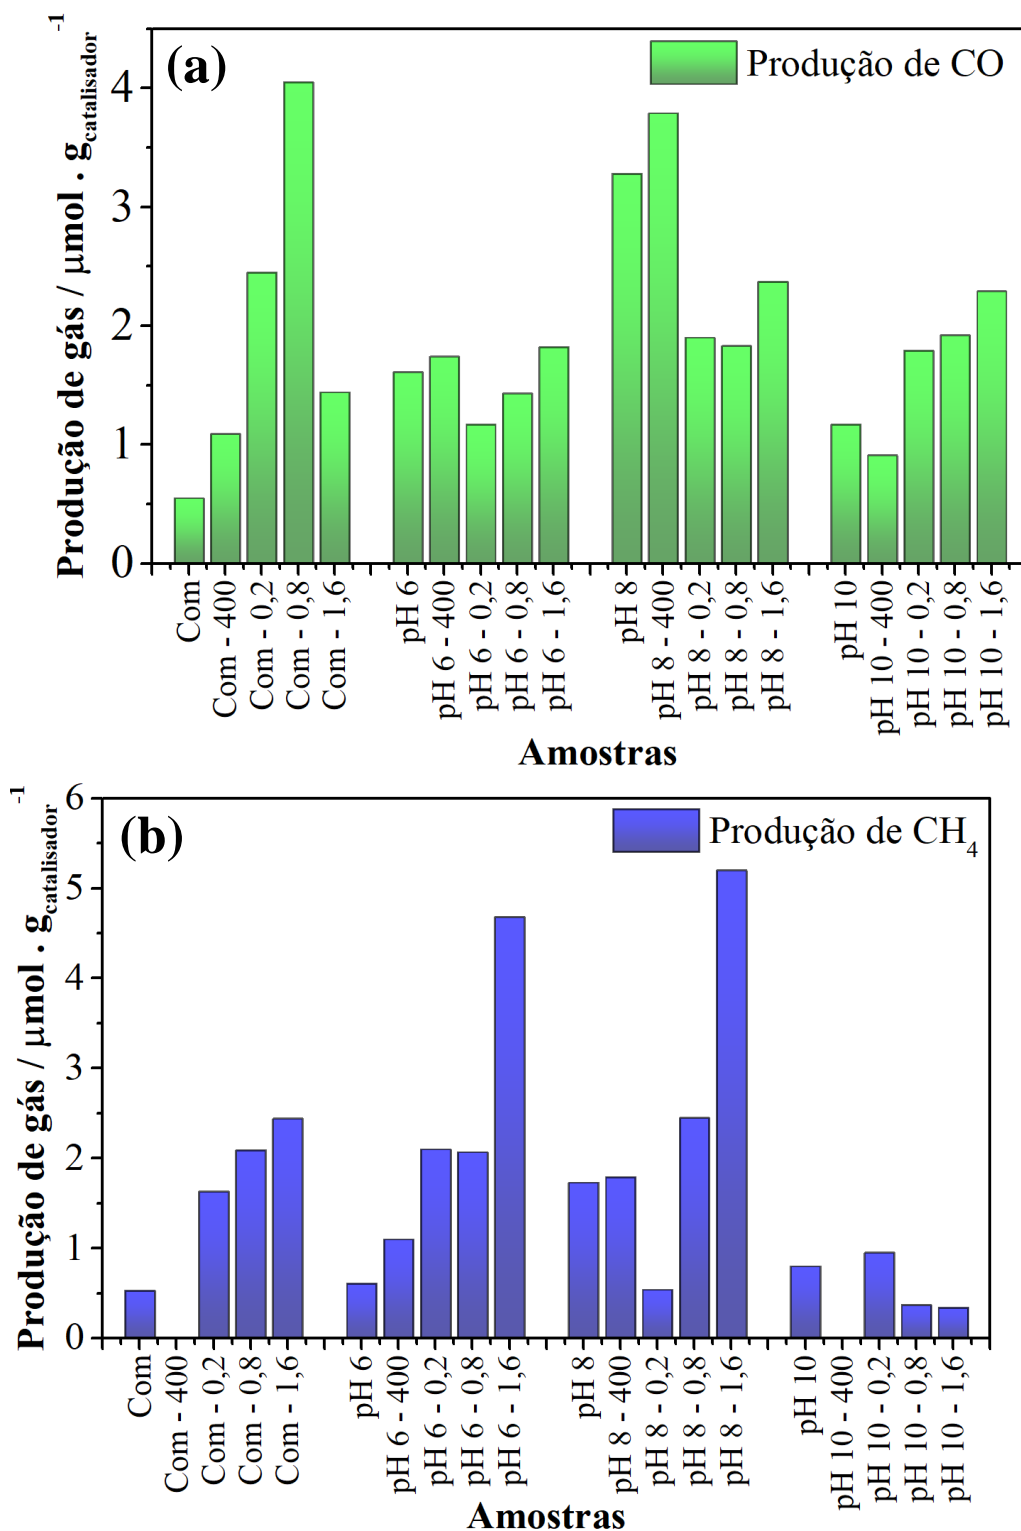 (a)
Produção de CO
Produção de gás / μmol . g_catalisador^-1
4
3
2
1
0
Com
Com - 400
Com - 0,2
Com - 0,8
Com - 1,6
pH 6
pH 6 - 400
pH 6 - 0,2
pH 6 - 0,8
pH 6 - 1,6
pH 8
pH 8 - 400
pH 8 - 0,2
pH 8 - 0,8
pH 8 - 1,6
pH 10
pH 10 - 400
pH 10 - 0,2
pH 10 - 0,8
pH 10 - 1,6
Amostras
(b)
Produção de CH4
Produção de gás / μmol . g_catalisador^-1
6
5
4
3
2
1
0
Com
Com - 400
Com - 0,2
Com - 0,8
Com - 1,6
pH 6
pH 6 - 400
pH 6 - 0,2
pH 6 - 0,8
pH 6 - 1,6
pH 8
pH 8 - 400
pH 8 - 0,2
pH 8 - 0,8
pH 8 - 1,6
pH 10
pH 10 - 400
pH 10 - 0,2
pH 10 - 0,8
pH 10 - 1,6
Amostras